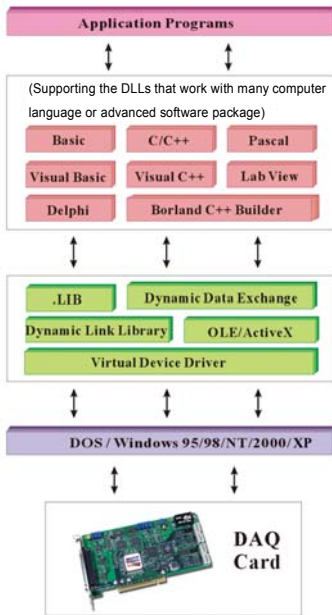 Application Programs
(Supporting the DLLs that work with many computer
language or advanced software package)
Basic
C/C++
Pascal
Visual Basic
Visual C++
Lab View
Delphi
Borland C++ Builder
.LIB
Dynamic Data Exchange
Dynamic Link Library
OLE/ActiveX
Virtual Device Driver
DOS / Windows 95/98/NT/2000/XP
DAQ
Card